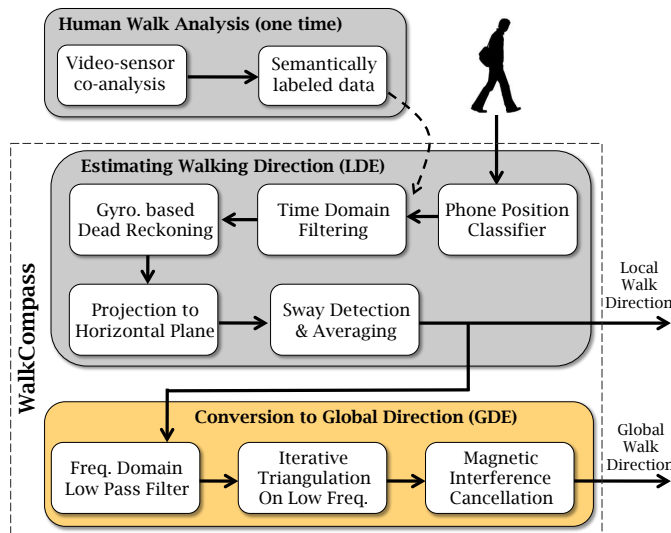 Human Walk Analysis (one time)
Video-sensor
co-analysis
Semantically
labeled data
WalkCompass
Estimating Walking Direction (LDE)
Gyro. based
Dead Reckoning
Time Domain
Filtering
Phone Position
Classifier
Projection to
Horizontal Plane
Sway Detection
& Averaging
Local
Walk
Direction
Conversion to Global Direction (GDE)
Freq. Domain
Low Pass Filter
Iterative
Triangulation
On Low Freq.
Magnetic
Interference
Cancellation
Global
Walk
Direction